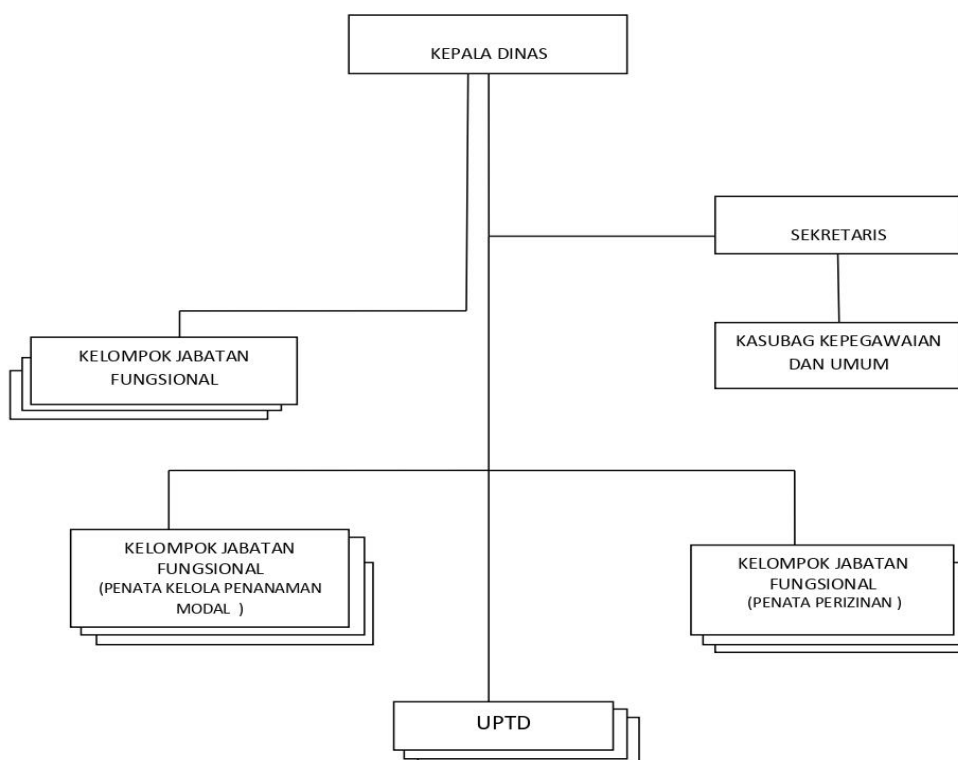 KEPALA DINAS
SEKRETARIS
KASUBAG KEPEGAWAIAN
DAN UMUM
KELOMPOK JABATAN
FUNGSIONAL
KELOMPOK JABATAN
FUNGSIONAL
(PENATA KELOLA PENANAMAN
MODAL )
KELOMPOK JABATAN
FUNGSIONAL
(PENATA PERIZINAN )
UPTD